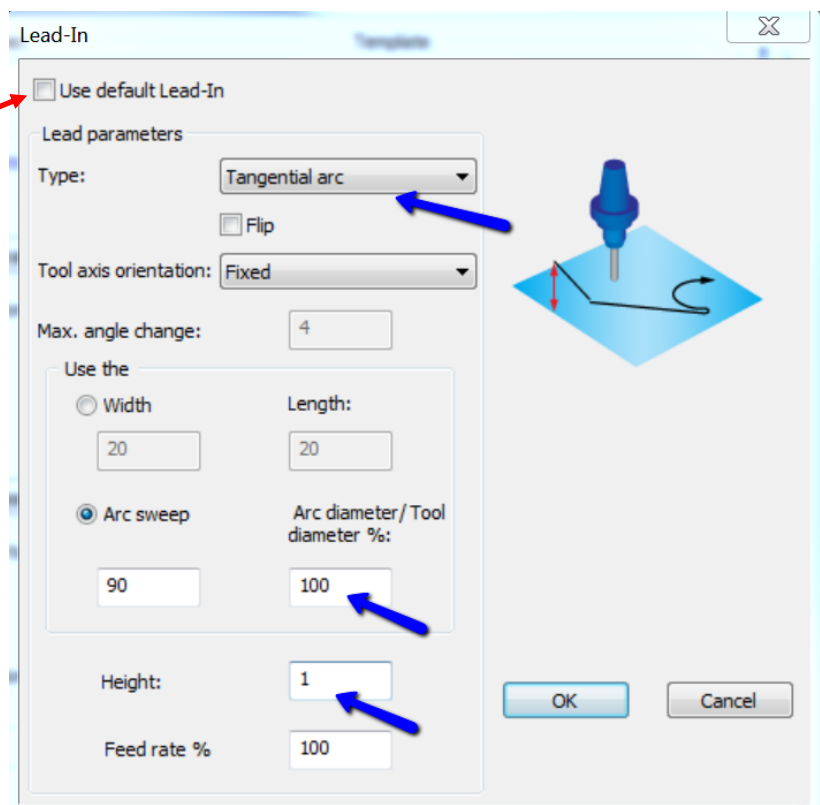 Lead-In
Template
Use default Lead-In
Lead parameters
Type: Tangential arc
Flip
Tool axis orientation: Fixed
Max. angle change: 4
Use the
Width Length:
20 20
Arc sweep Arc diameter/ Tool
diameter %:
90 100
Height: 1
OK Cancel
Feed rate % 100